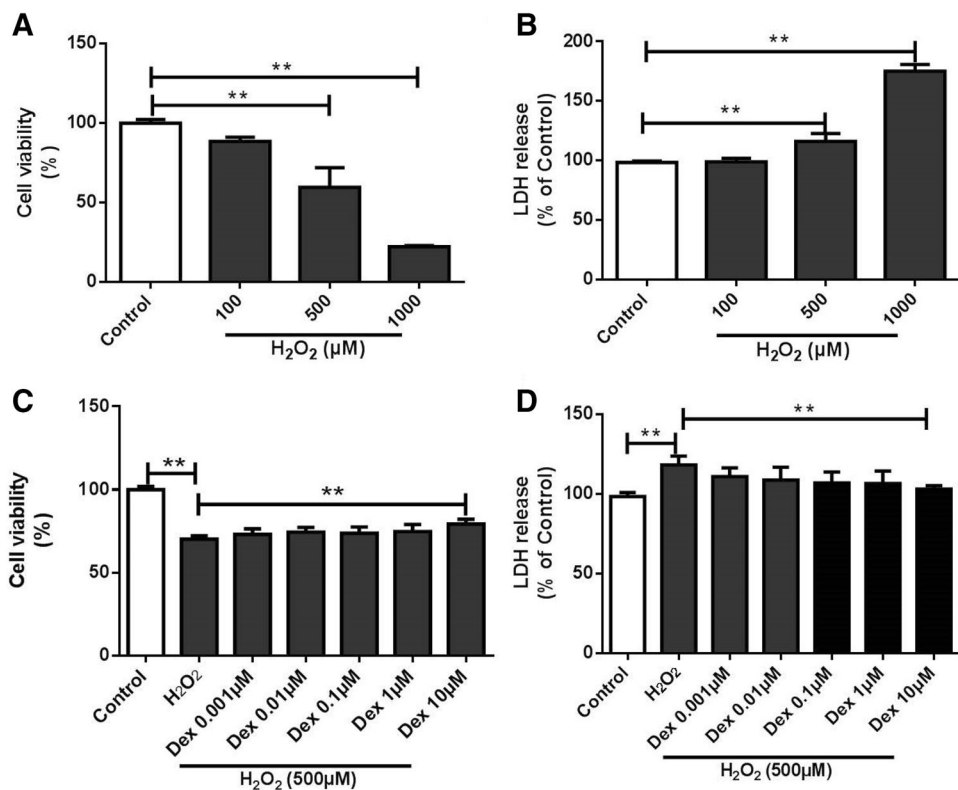 A
Cell viability
(%)
150
100
50
0
**
**
Control
100
500
1000
H₂O₂ (µM)
B
LDH release
(% of Control)
200
150
100
50
0
**
**
Control
100
500
1000
H₂O₂ (µM)
C
Cell viability
(%)
150
100
50
0
**
**
Control
H₂O₂
Dex 0.001µM
Dex 0.01µM
Dex 0.1µM
Dex 1µM
Dex 10µM
H₂O₂ (500µM)
D
LDH release
(% of Control)
150
100
50
0
**
**
Control
H₂O₂
Dex 0.001µM
Dex 0.01µM
Dex 0.1µM
Dex 1µM
Dex 10µM
H₂O₂ (500µM)